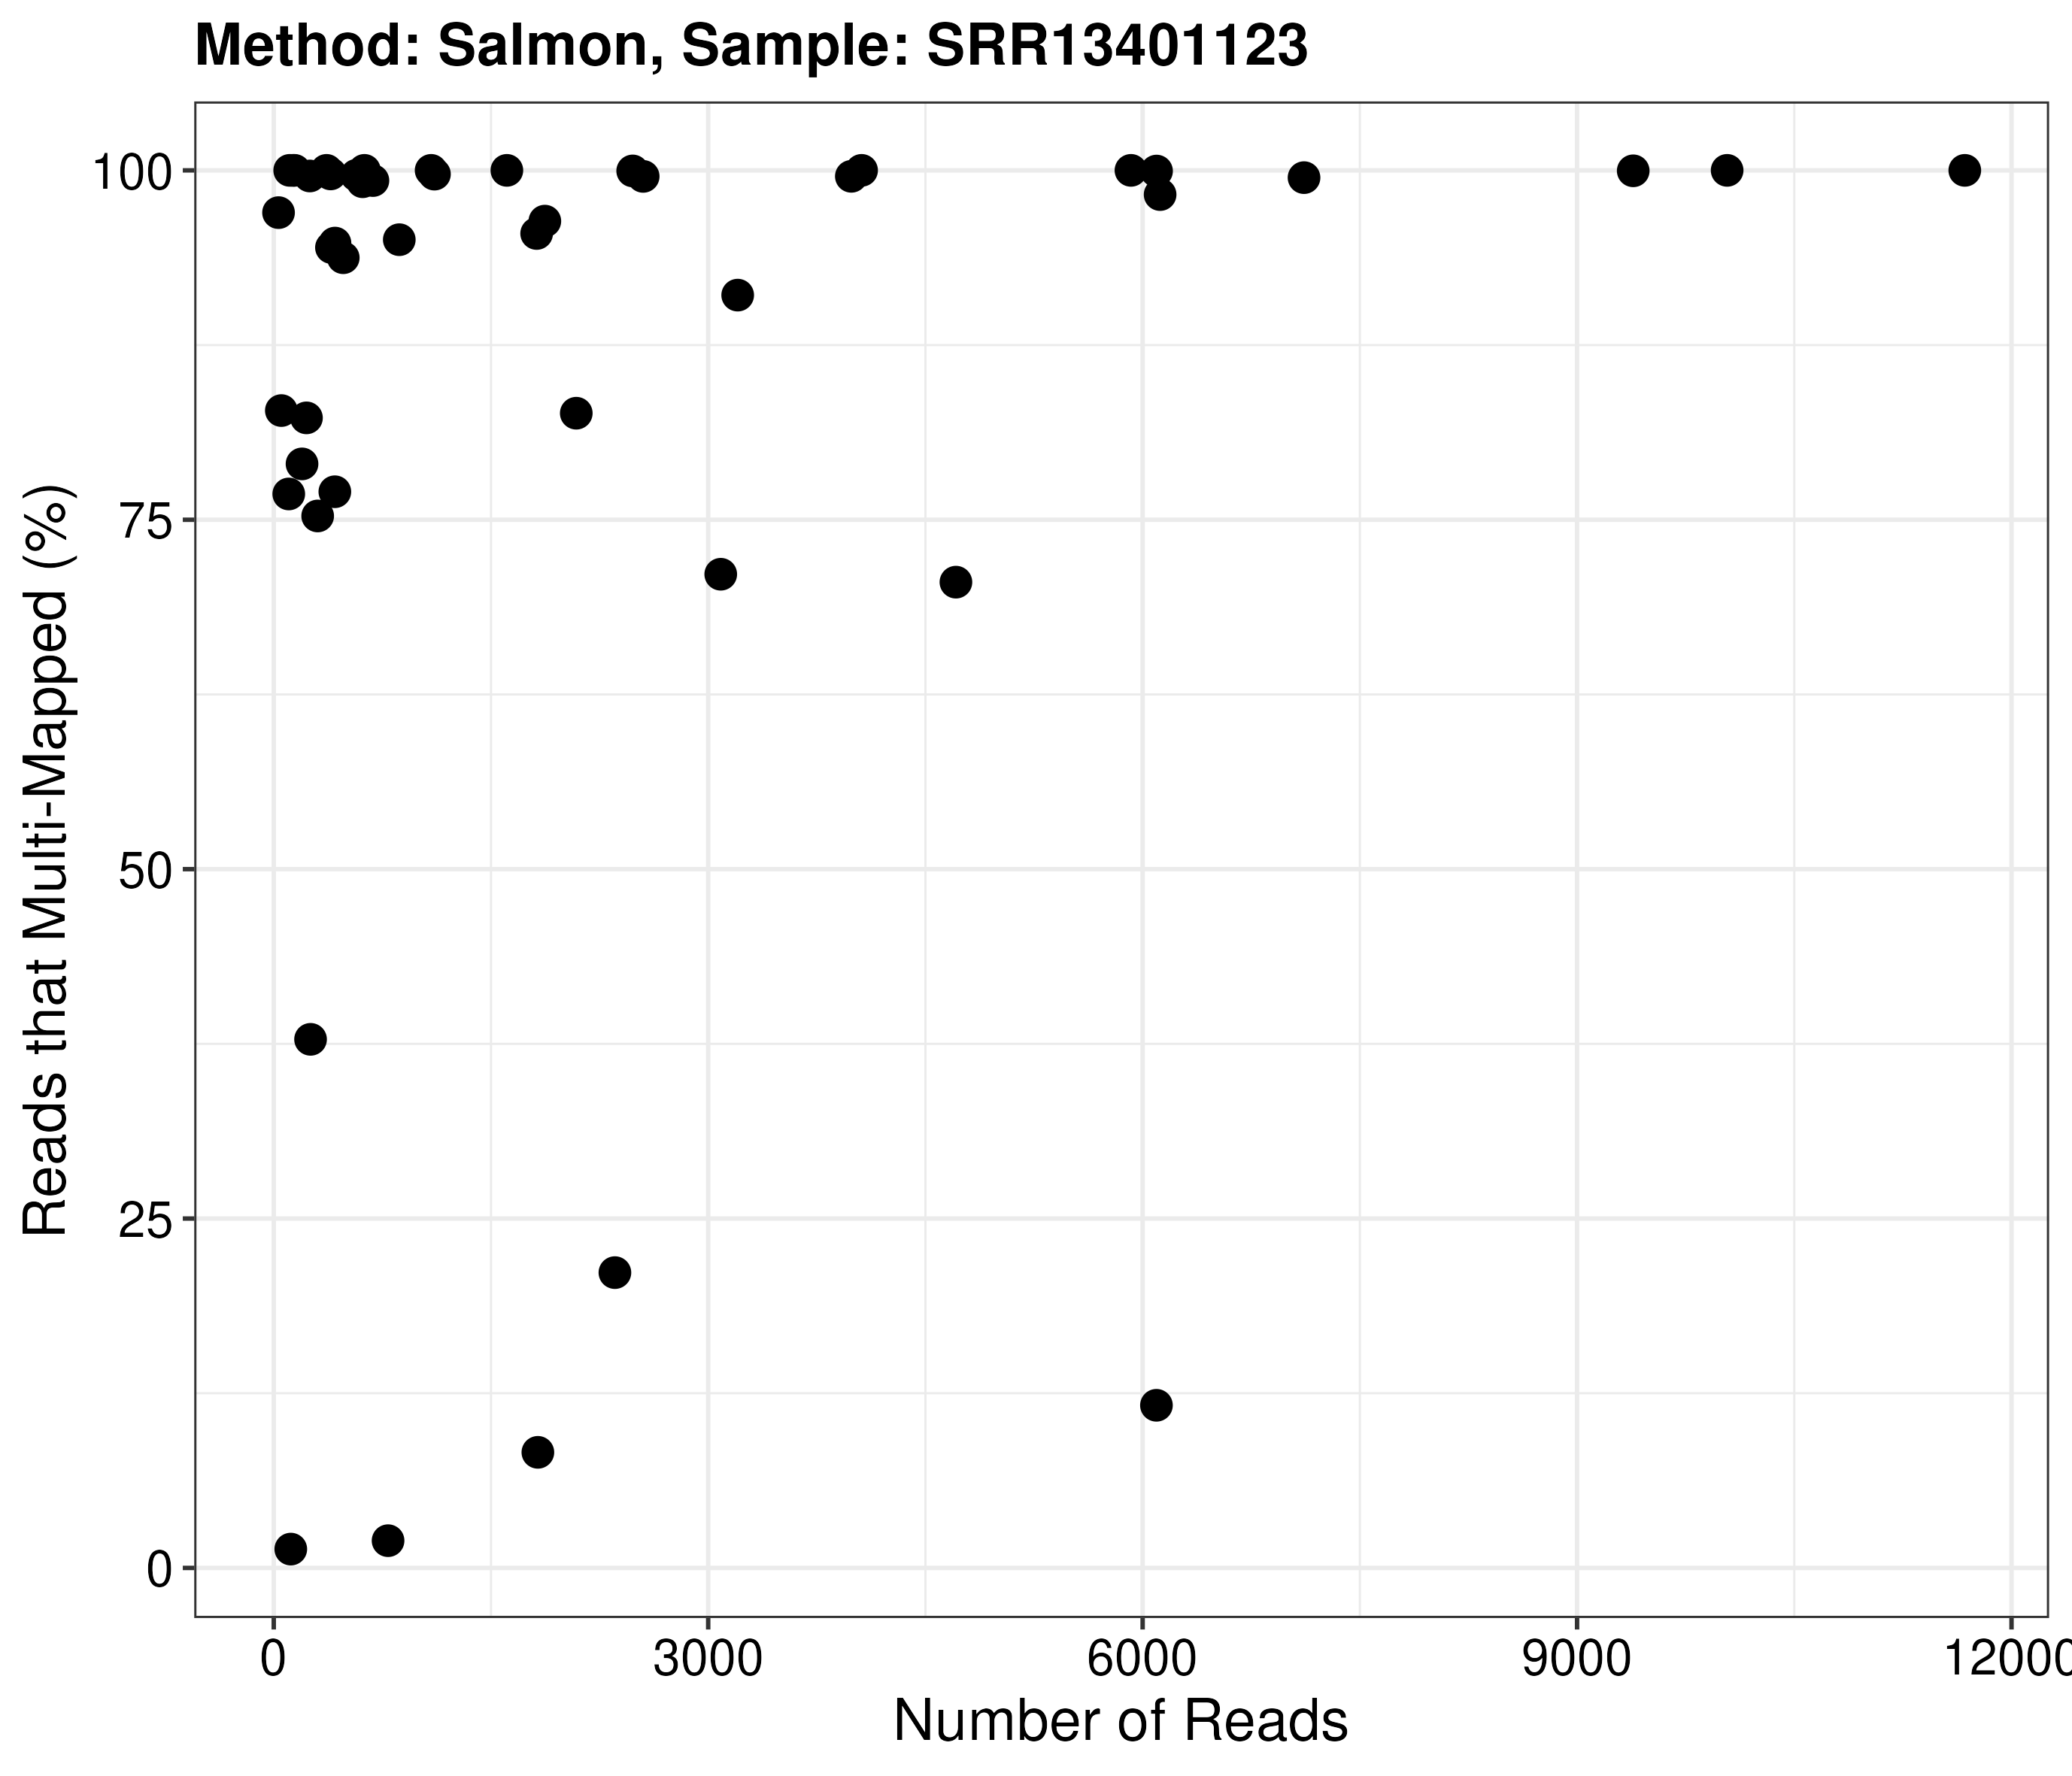 Method: Salmon, Sample: SRR13401123
Reads that Multi-Mapped (%)
100
75
50
25
0
0 3000 6000 9000 12000
Number of Reads